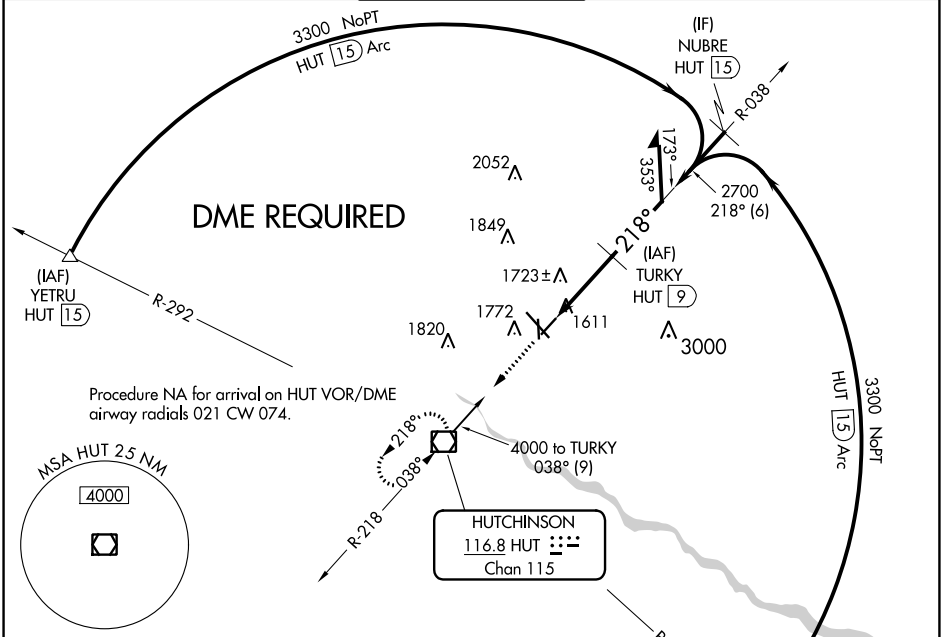 3300 NoPT
HUT 15 Arc
(IF)
NUBRE
HUT 15
R-038
173°
353°
2700
218° (6)
2052
DME REQUIRED
1849
218°
(IAF)
TURKY
HUT 9
1723±
(IAF)
YETRU
HUT 15
R-292
1772
1611
1820
3000
Procedure NA for arrival on HUT VOR/DME
airway radials 021 CW 074.
3300 NoPT
HUT 15 Arc
218°
038°
4000 to TURKY
038° (9)
MSA HUT 25 NM
4000
R-218
HUTCHINSON
116.8 HUT
Chan 115